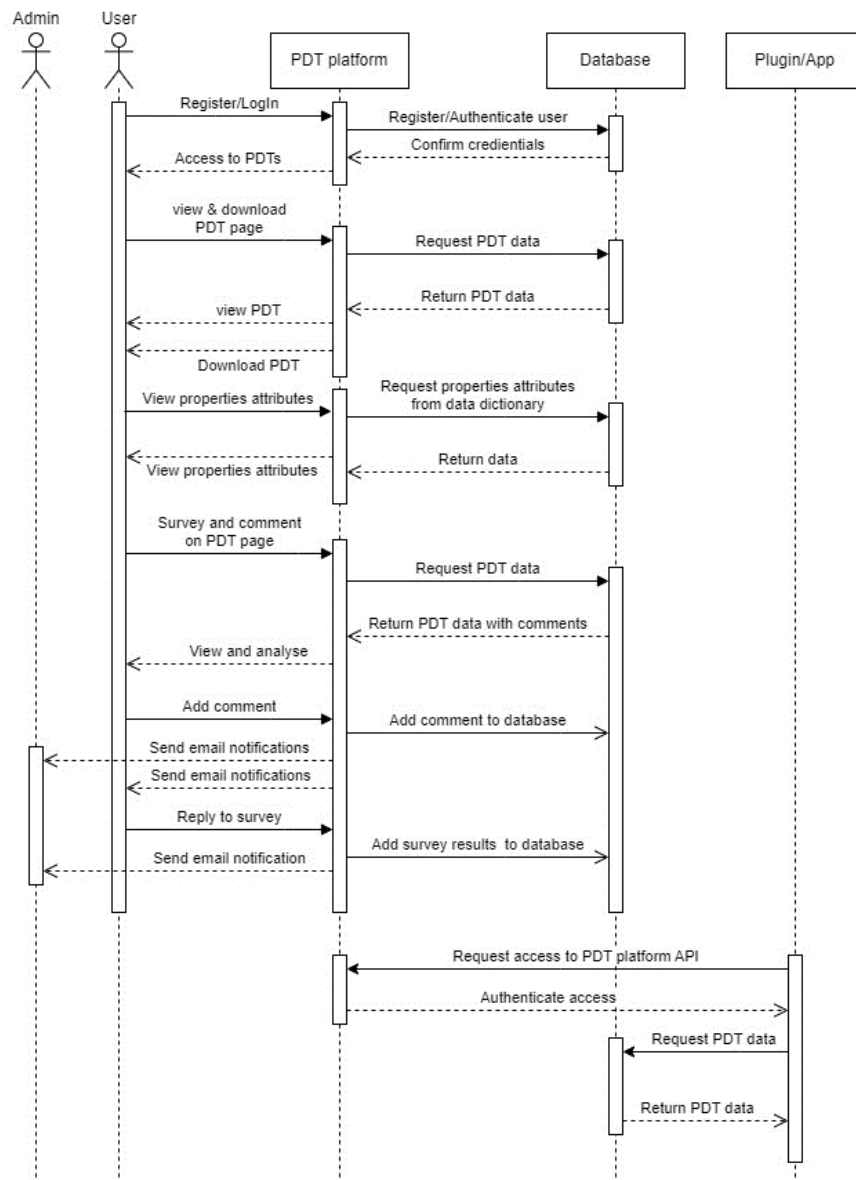 Admin
User
PDT platform
Database
Plugin/App
Register/LogIn
Register/Authenticate user
Confirm credientials
Access to PDTs
view & download
PDT page
Request PDT data
Return PDT data
view PDT
Download PDT
View properties attributes
Request properties attributes
from data dictionary
Return data
View properties attributes
Survey and comment
on PDT page
Request PDT data
Return PDT data with comments
View and analyse
Add comment
Add comment to database
Send email notifications
Send email notifications
Reply to survey
Add survey results to database
Send email notification
Request access to PDT platform API
Authenticate access
Request PDT data
Return PDT data